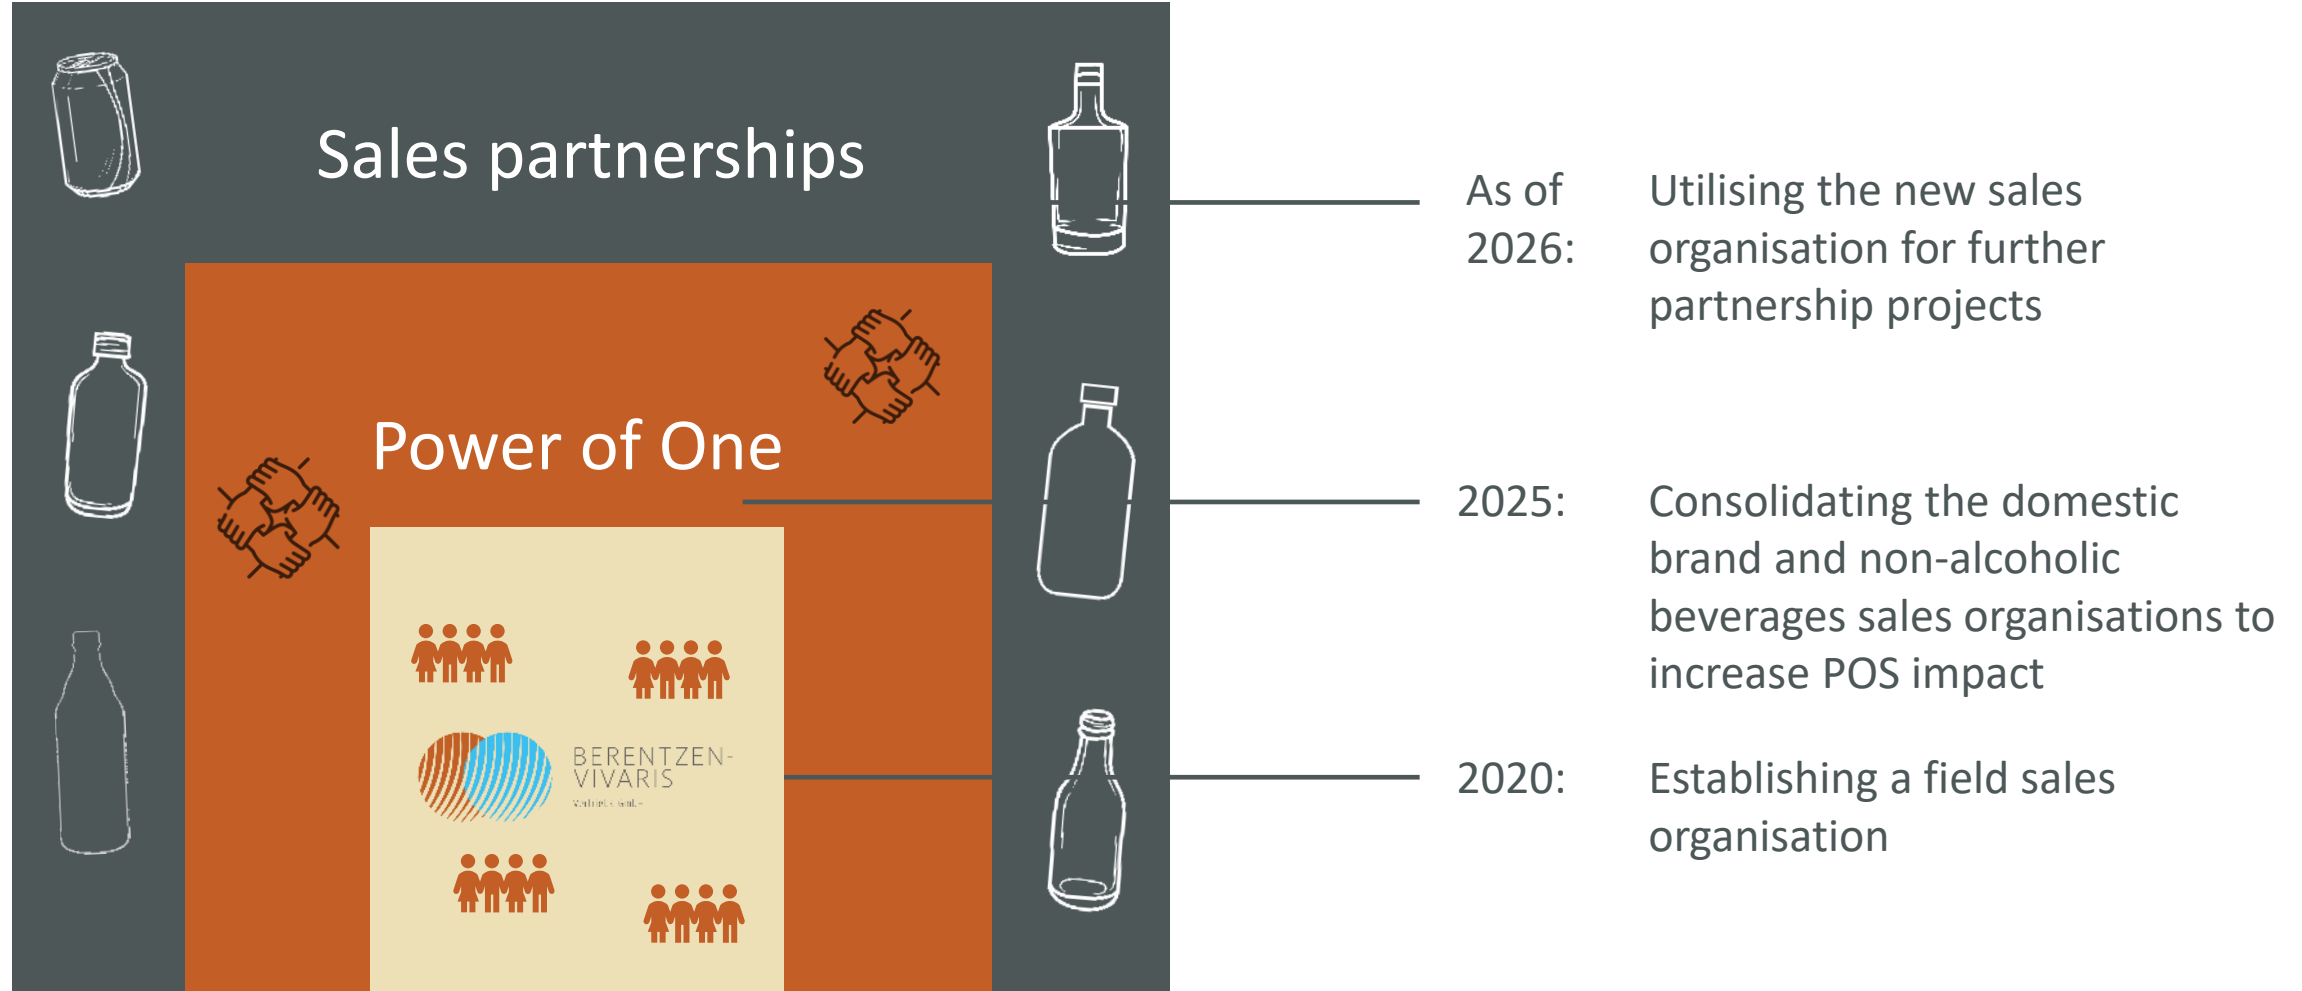 Sales partnerships
Power of One
BERENTZEN-
VIVARIS
As of
2026:
Utilising the new sales
organisation for further
partnership projects
2025:
Consolidating the domestic
brand and non-alcoholic
beverages sales organisations to
increase POS impact
2020:
Establishing a field sales
organisation